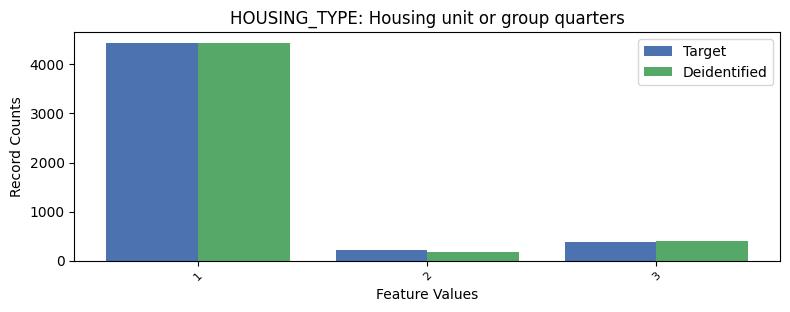 HOUSING_TYPE: Housing unit or group quarters
Target
Deidentified
Record Counts
4000
3000
2000
1000
0
1
2
3
Feature Values